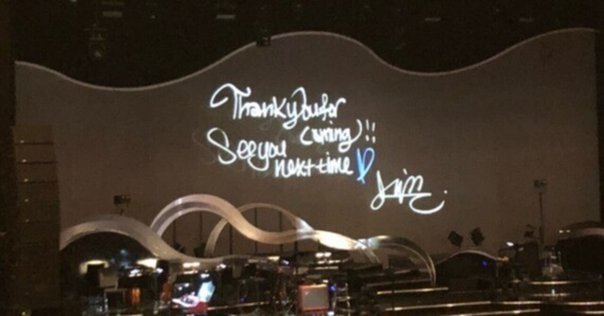 Thank you for
coming!!
See you
next time